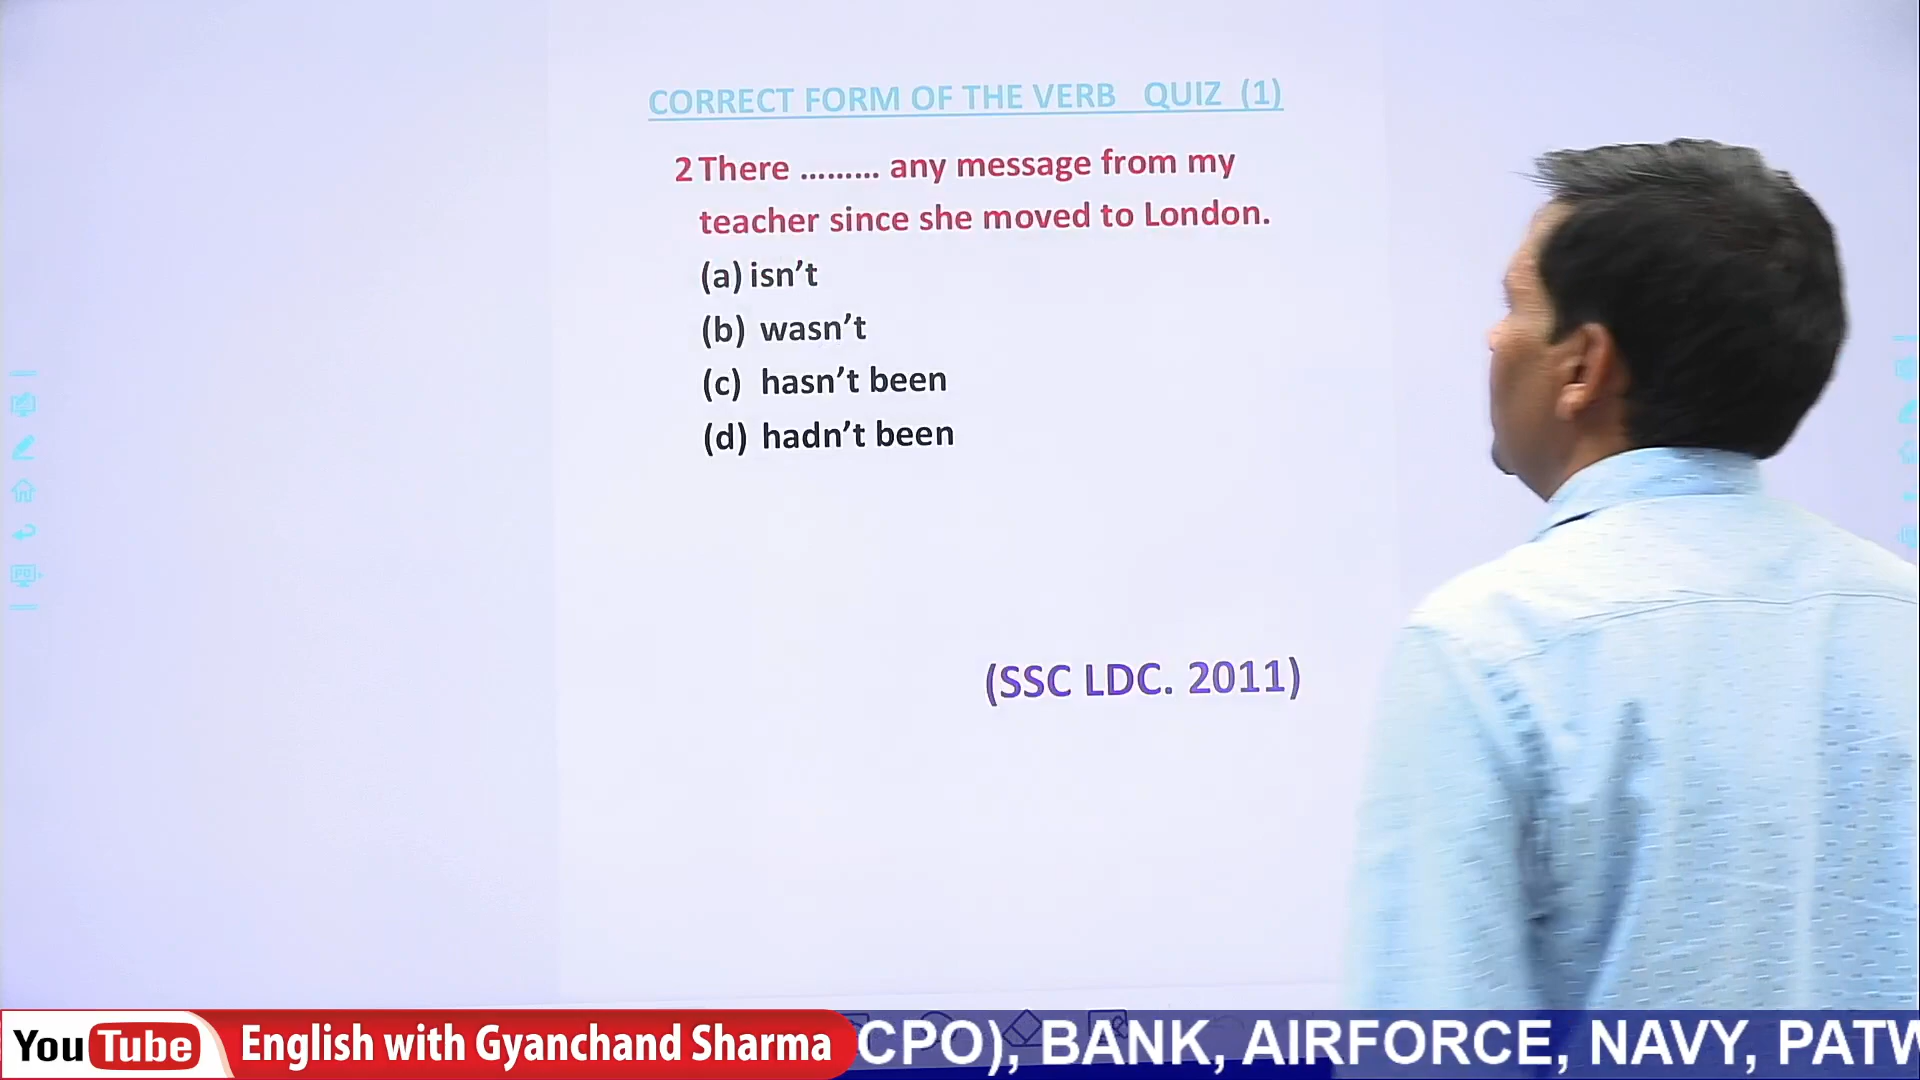 CORRECT FORM OF THE VERB QUIZ (1)
2 There ......... any message from my
teacher since she moved to London.
(a) isn't
(b) wasn't
(c) hasn't been
(d) hadn't been
(SSC LDC. 2011)
YouTube English with Gyanchand Sharma CPO), BANK, AIRFORCE, NAVY, PATW